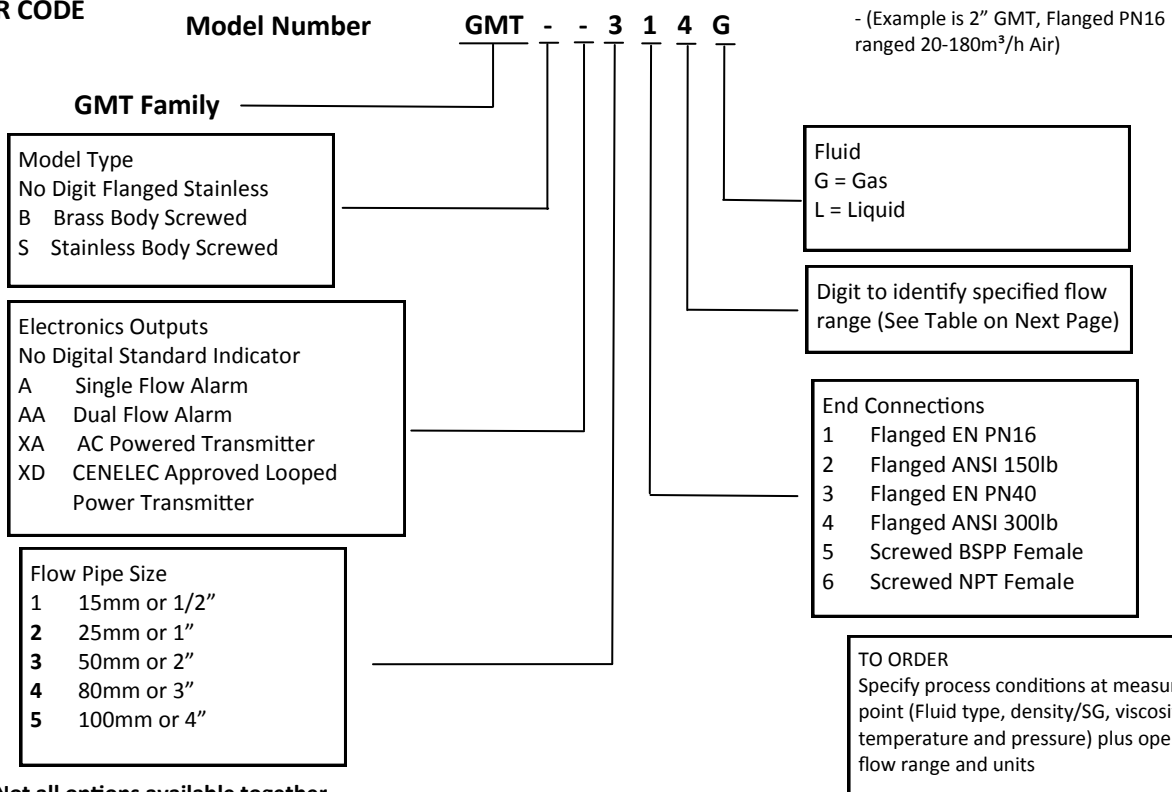 R CODE
Model Number GMT - - 3 1 4 G
- (Example is 2” GMT, Flanged PN16
ranged 20-180m³/h Air)
GMT Family
Model Type
No Digit Flanged Stainless
B Brass Body Screwed
S Stainless Body Screwed
Fluid
G = Gas
L = Liquid
Digit to identify specified flow
range (See Table on Next Page)
Electronics Outputs
No Digital Standard Indicator
A Single Flow Alarm
AA Dual Flow Alarm
XA AC Powered Transmitter
XD CENELEC Approved Looped
Power Transmitter
End Connections
1 Flanged EN PN16
2 Flanged ANSI 150lb
3 Flanged EN PN40
4 Flanged ANSI 300lb
5 Screwed BSPP Female
6 Screwed NPT Female
Flow Pipe Size
1 15mm or 1/2”
2 25mm or 1”
3 50mm or 2”
4 80mm or 3”
5 100mm or 4”
TO ORDER
Specify process conditions at
point (Fluid type, density/SG,
temperature and pressure) plus
flow range and units
Not all options available together